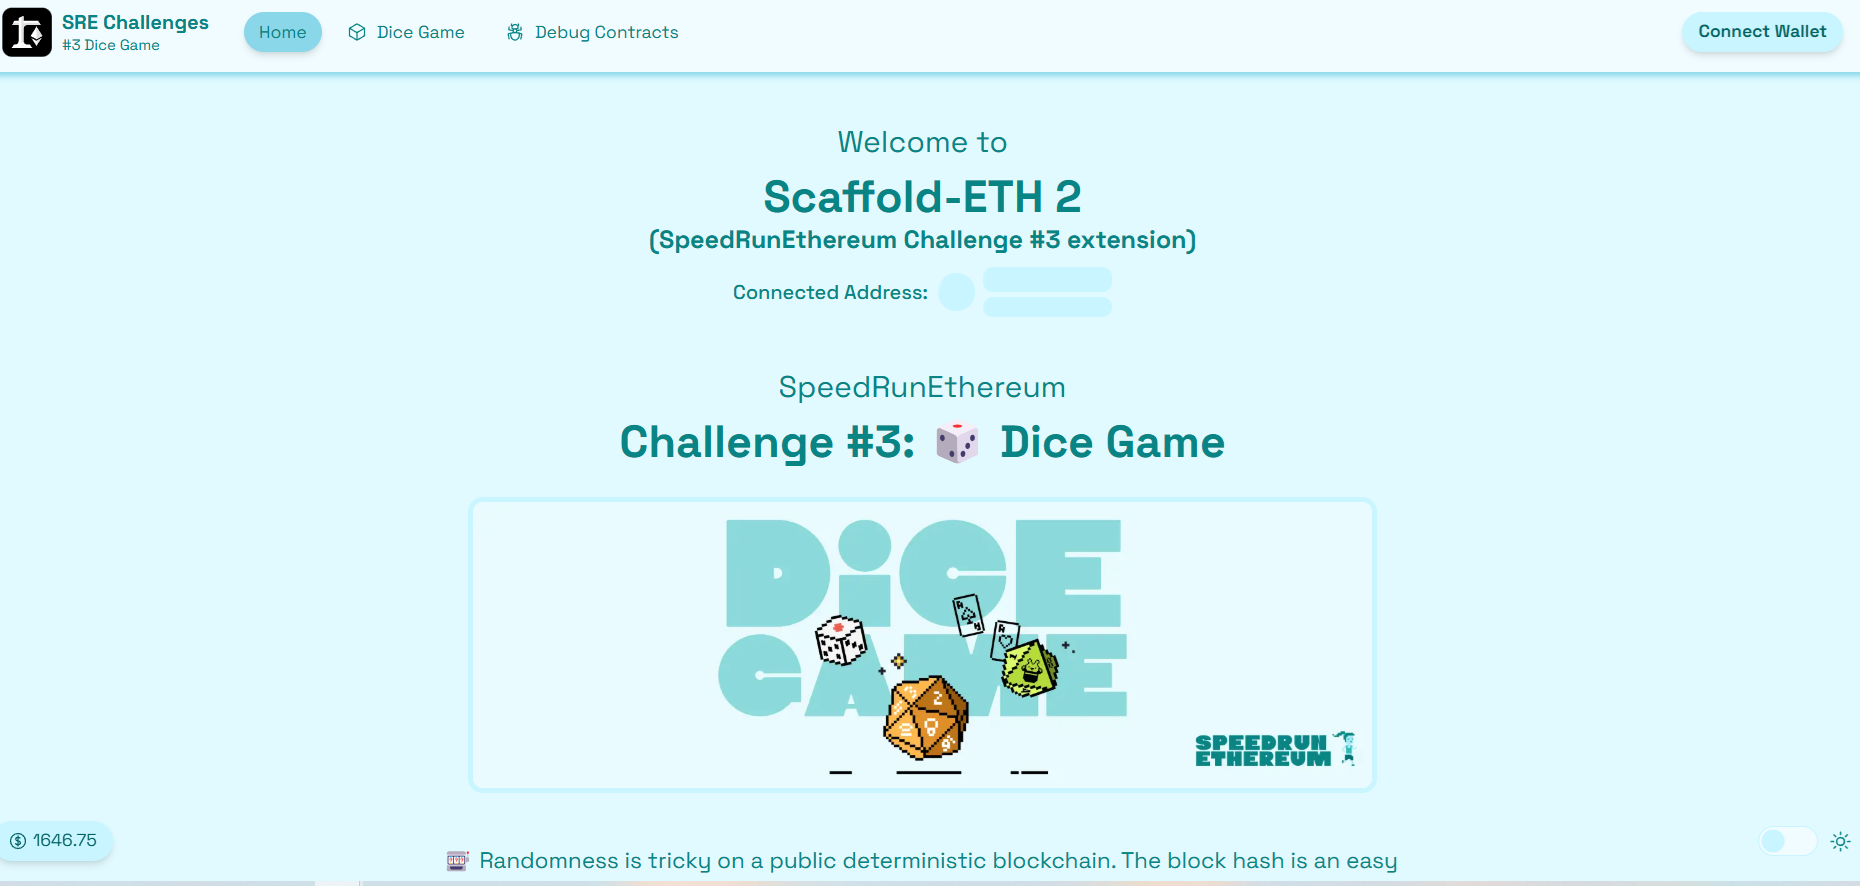 SRE Challenges
#3 Dice Game
Home
Dice Game
Debug Contracts
Connect Wallet
Welcome to
Scaffold-ETH 2
(SpeedRunEthereum Challenge #3 extension)
Connected Address:
SpeedRunEthereum
Challenge #3: 🎲 Dice Game
DiCE
GAME
SPEEDRUN
ETHEREUM
1646.75
🎰 Randomness is tricky on a public deterministic blockchain. The block hash is an easy